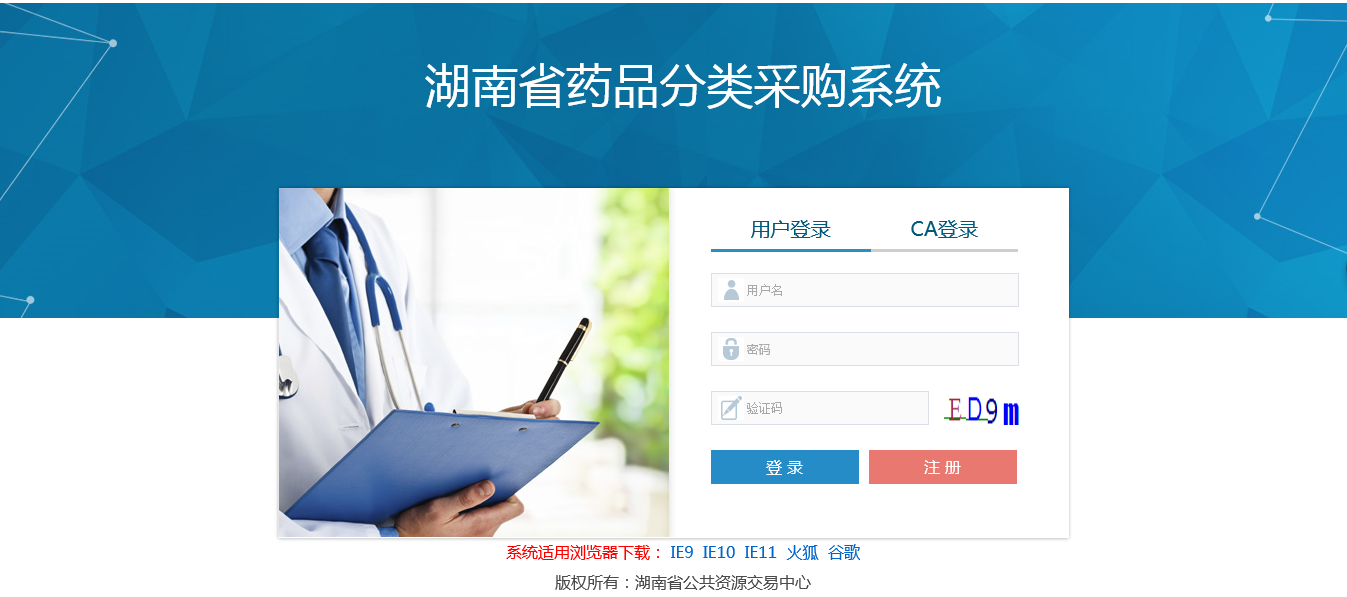 湖南省药品分类采购系统
用户登录 CA登录
用户名
密码
验证码 ED9m
登 录 注 册
系统适用浏览器下载： IE9 IE10 IE11 火狐 谷歌
版权所有：湖南省公共资源交易中心